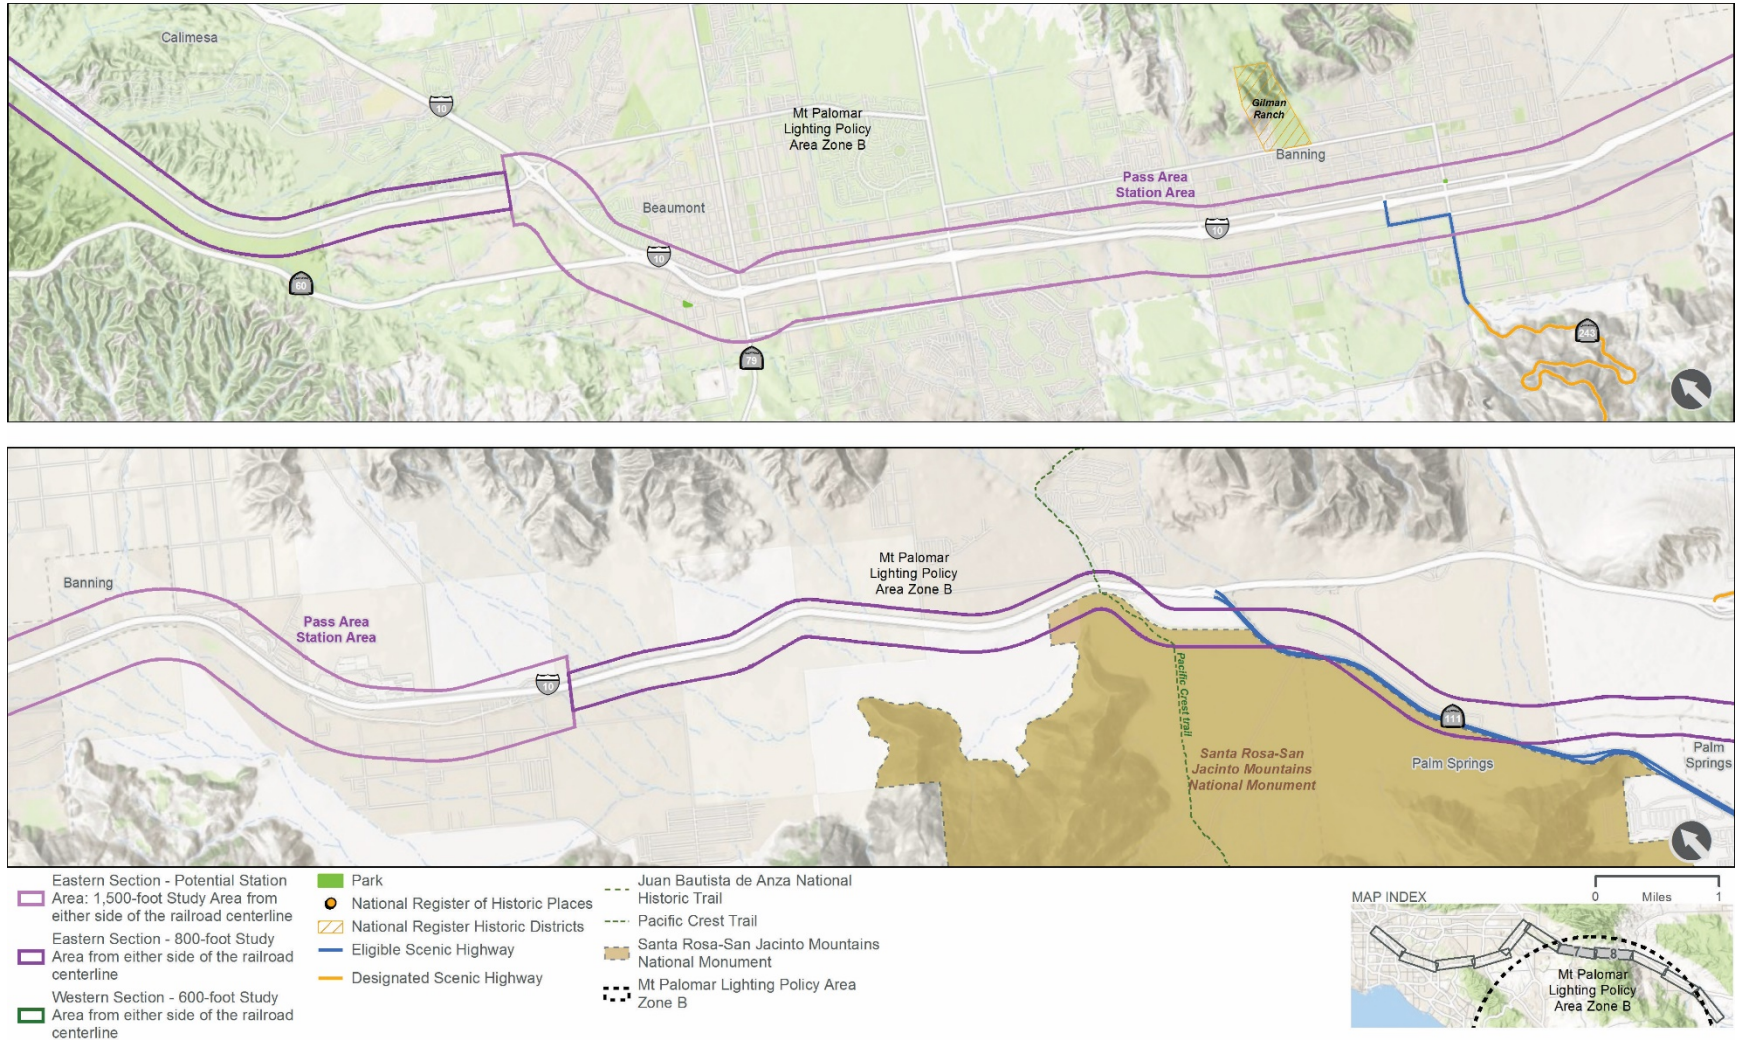 Calimesa
10
Mt Palomar
Lighting Policy
Area Zone B
Gilman
Ranch
Banning
Pass Area
Station Area
Beaumont
10
10
60
79
243
Banning
Pass Area
Station Area
Mt Palomar
Lighting Policy
Area Zone B
10
Pacific Crest trail
111
Santa Rosa-San
Jacinto Mountains
National Monument
Palm Springs
Palm
Springs
Eastern Section - Potential Station
Area: 1,500-foot Study Area from
either side of the railroad centerline
Eastern Section - 800-foot Study
Area from either side of the railroad
centerline
Western Section - 600-foot Study
Area from either side of the railroad
centerline
Park
National Register of Historic Places
National Register Historic Districts
Eligible Scenic Highway
Designated Scenic Highway
Juan Bautista de Anza National
Historic Trail
Pacific Crest Trail
Santa Rosa-San Jacinto Mountains
National Monument
Mt Palomar Lighting Policy Area
Zone B
MAP INDEX
0 Miles 1
7
8
Mt Palomar
Lighting Policy
Area Zone B